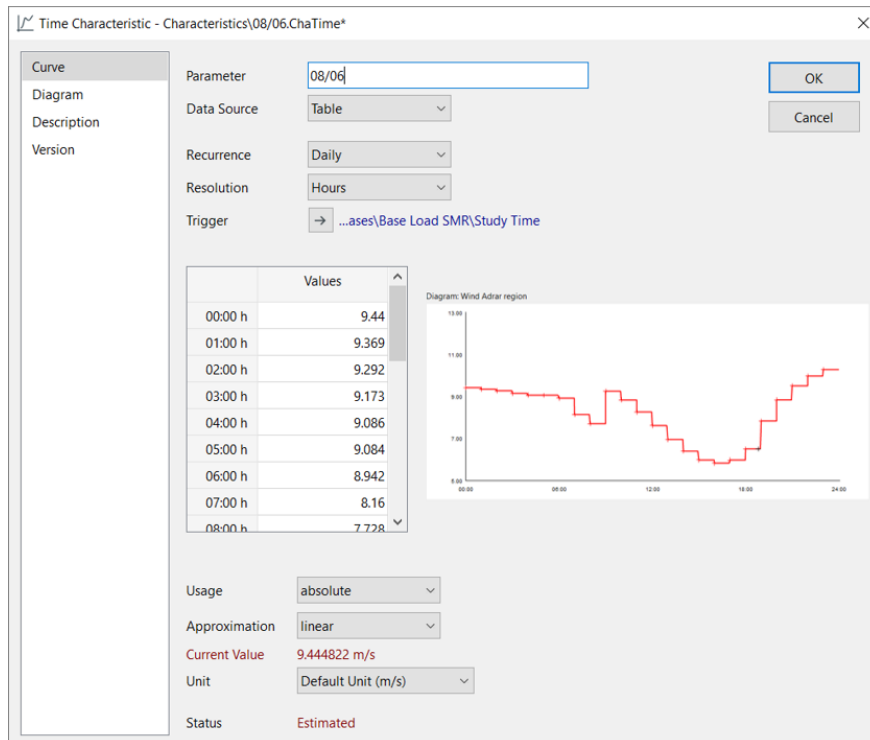 Time Characteristic - Characteristics\08/06.ChaTime*
Curve
Diagram
Description
Version
Parameter 08/06
OK
Data Source Table
Cancel
Recurrence Daily
Resolution Hours
Trigger ...ases\Base Load SMR\Study Time
Values
00:00 h 9.44
01:00 h 9.369
02:00 h 9.292
03:00 h 9.173
04:00 h 9.086
05:00 h 9.084
06:00 h 8.942
07:00 h 8.16
08:00 h 7.728
Diagram: Wind Adrar region
13.00
11.00
9.00
7.00
5.00
00:00 06:00 12:00 18:00 24:00
Usage absolute
Approximation linear
Current Value 9.444822 m/s
Unit Default Unit (m/s)
Status Estimated